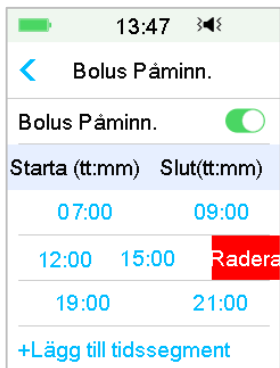 13:47
Bolus Påminn.
Bolus Påminn.
Starta (tt:mm) Slut(tt:mm)
07:00 09:00
12:00 15:00 Radera
19:00 21:00
+Lägg till tidssegment